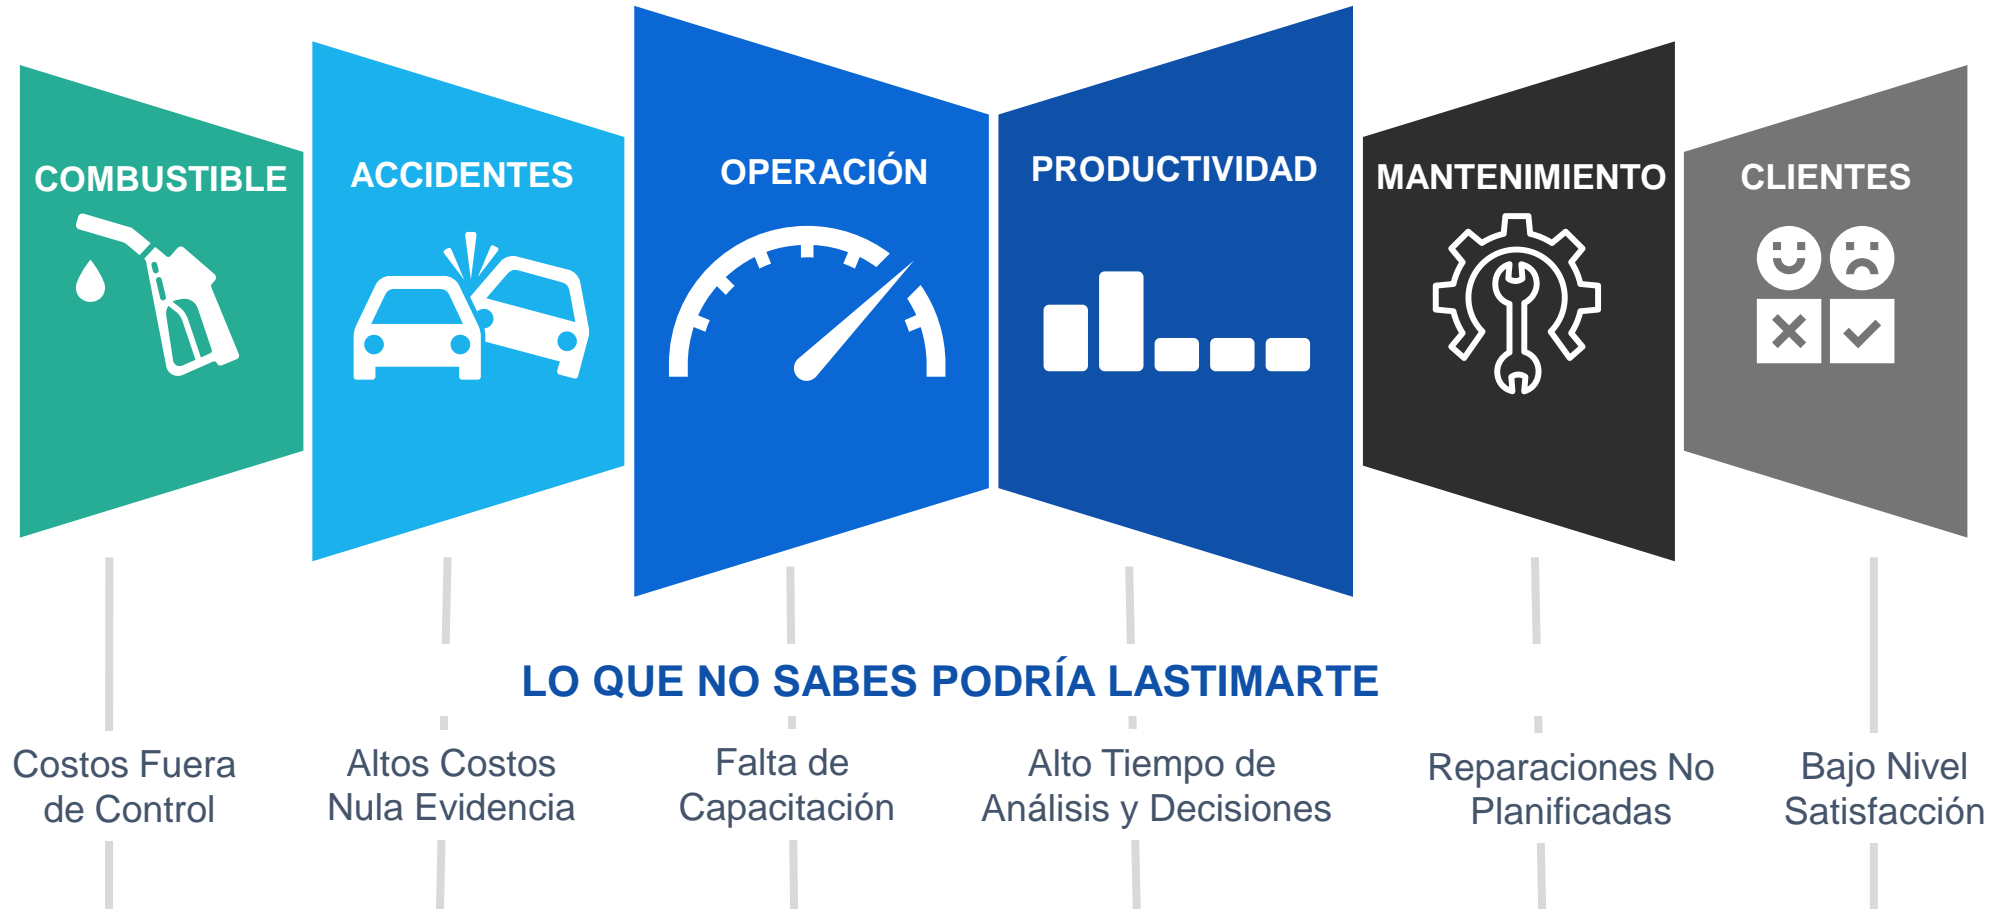 COMBUSTIBLE
ACCIDENTES
OPERACIÓN
PRODUCTIVIDAD
MANTENIMIENTO
CLIENTES
LO QUE NO SABES PODRÍA LASTIMARTE
Costos Fuera
de Control
Altos Costos
Nula Evidencia
Falta de
Capacitación
Alto Tiempo de
Análisis y Decisiones
Reparaciones No
Planificadas
Bajo Nivel
Satisfacción